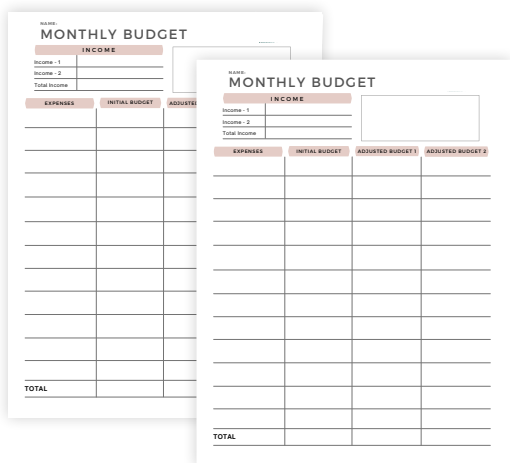 NAME:
MONTHLY BUDGET
INCOME
Income - 1
Income - 2
Total Income
EXPENSES INITIAL BUDGET ADJUSTED
TOTAL
NAME:
MONTHLY BUDGET
INCOME
Income - 1
Income - 2
Total Income
EXPENSES INITIAL BUDGET ADJUSTED BUDGET 1 ADJUSTED BUDGET 2
TOTAL